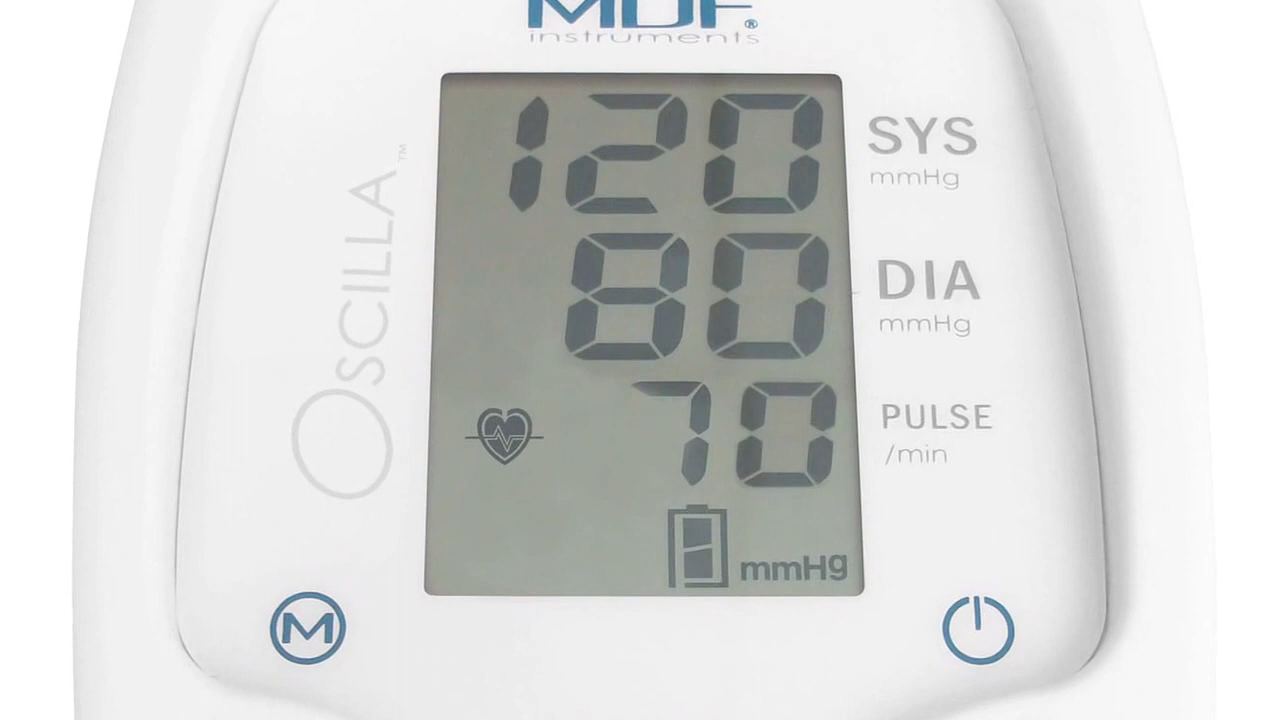 MDF®
instruments
OSCILLA™
120
SYS
mmHg
80
DIA
mmHg
70
PULSE
/min
mmHg
M